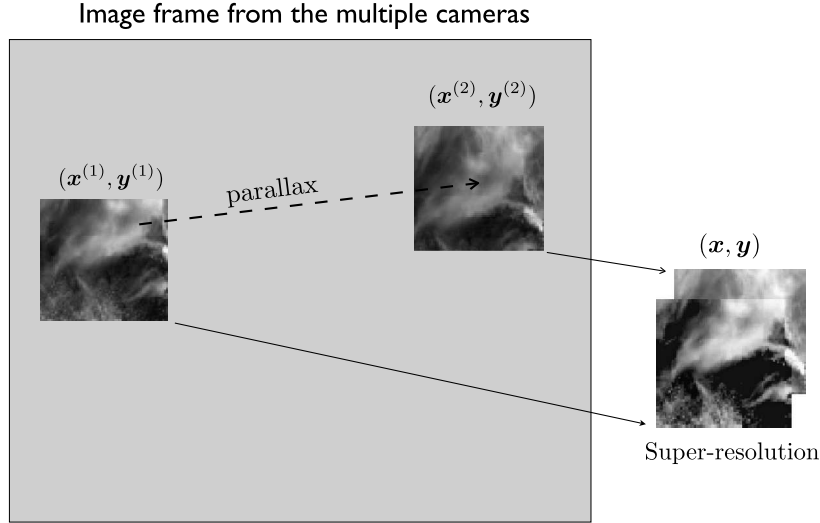 Image frame from the multiple cameras
(x^(2), y^(2))
(x^(1), y^(1))
parallax
(x, y)
Super-resolution